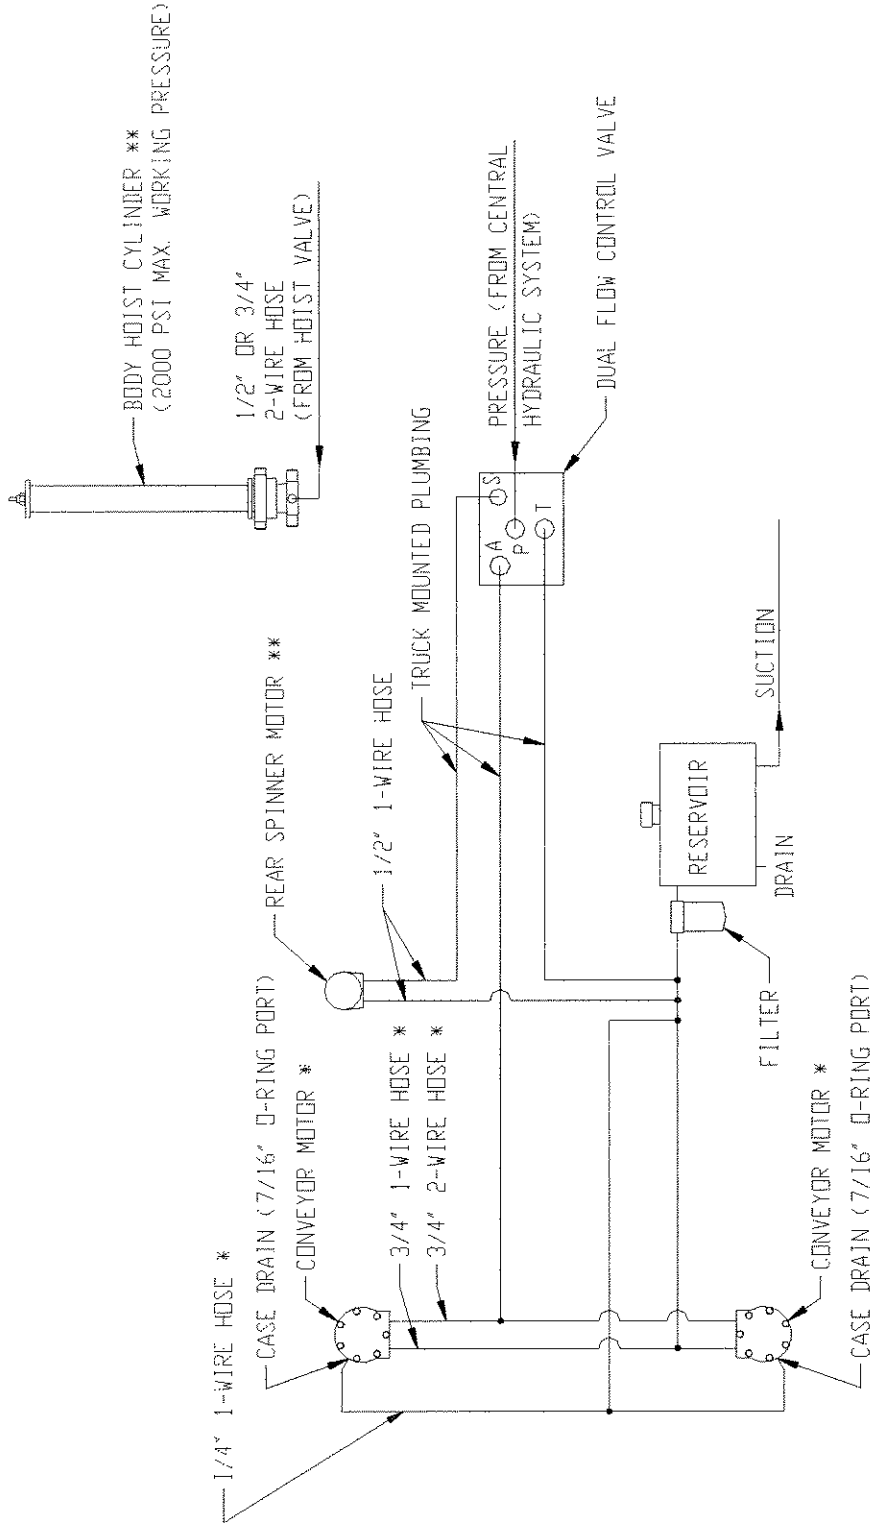 1/4" 1-WIRE HOSE *
CASE DRAIN (7/16" O-RING PORT)
CONVEYOR MOTOR *
3/4" 1-WIRE HOSE *
3/4" 2-WIRE HOSE *
REAR SPINNER MOTOR **
1/2" 1-WIRE HOSE
TRUCK MOUNTED PLUMBING
BODY HOIST CYLINDER **
(2000 PSI MAX. WORKING PRESSURE)
1/2" OR 3/4"
2-WIRE HOSE
(FROM HOIST VALVE)
PRESSURE (FROM CENTRAL
HYDRAULIC SYSTEM)
DUAL FLOW CONTROL VALVE
A
S
P
T
RESERVOIR
SUCTION
DRAIN
FILTER
CONVEYOR MOTOR *
CASE DRAIN (7/16" O-RING PORT)